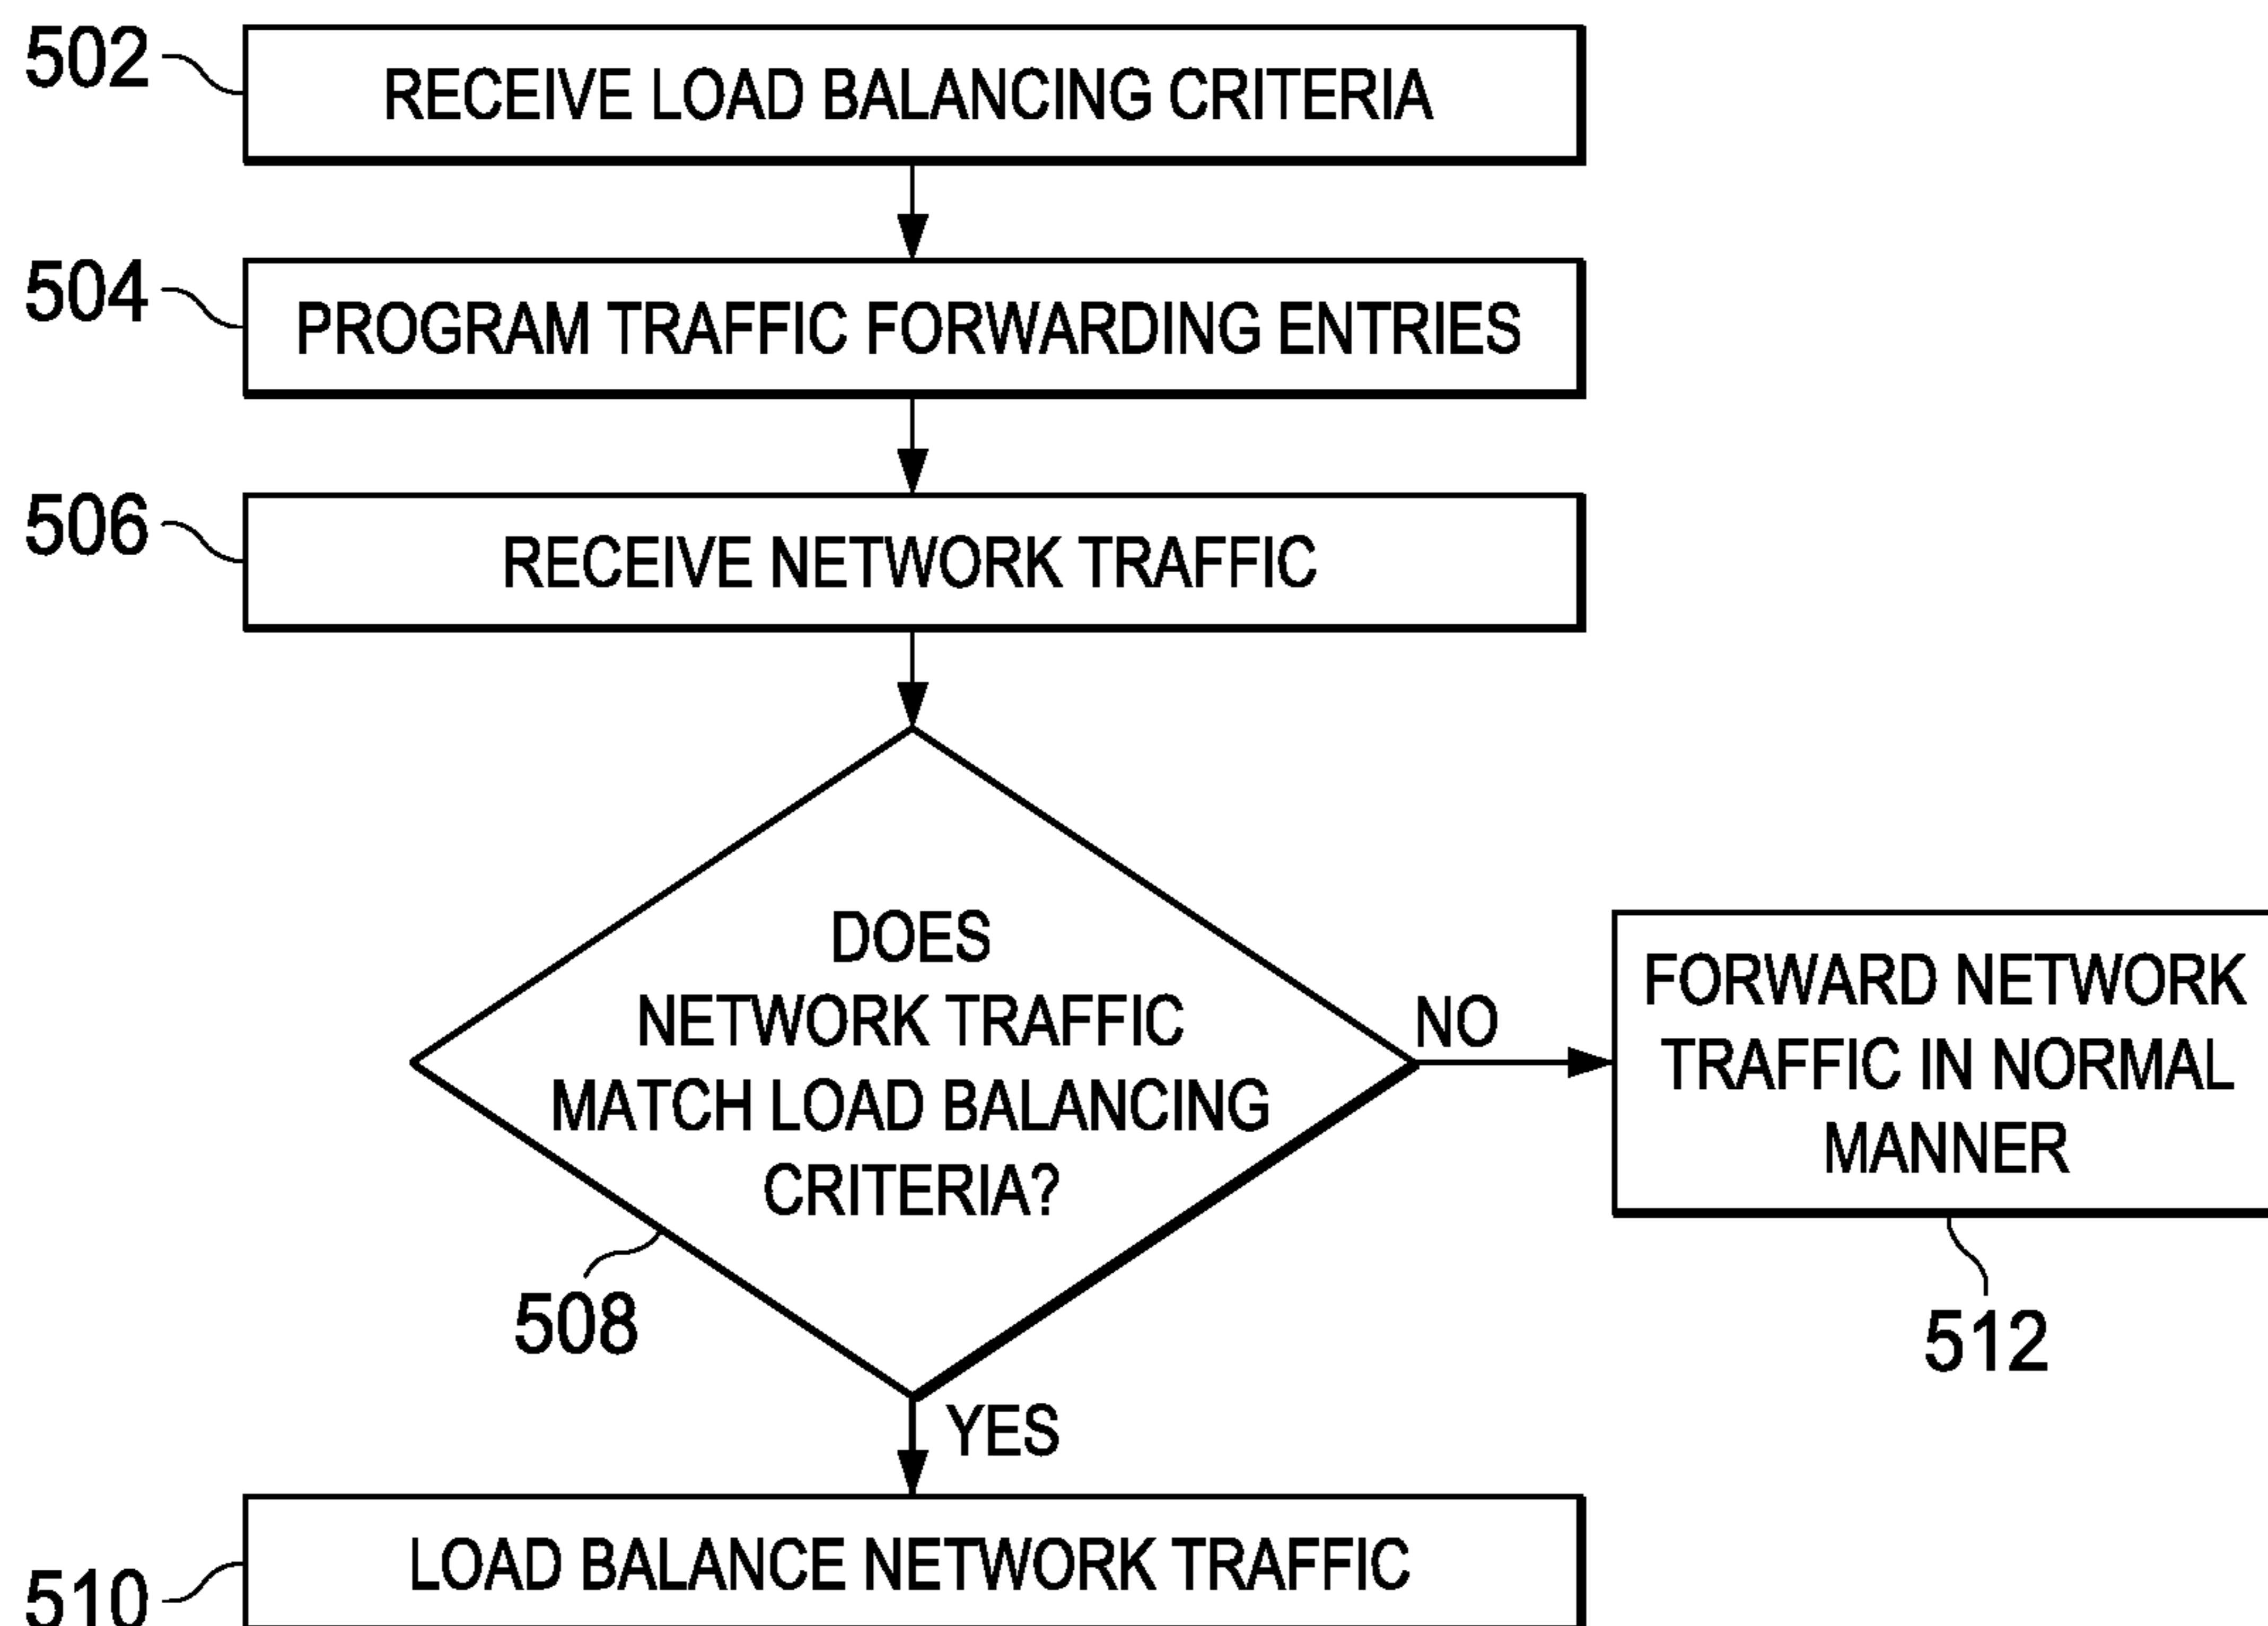 502
RECEIVE LOAD BALANCING CRITERIA
504
PROGRAM TRAFFIC FORWARDING ENTRIES
506
RECEIVE NETWORK TRAFFIC
DOES
NETWORK TRAFFIC
MATCH LOAD BALANCING
CRITERIA?
508
NO
FORWARD NETWORK
TRAFFIC IN NORMAL
MANNER
512
YES
510
LOAD BALANCE NETWORK TRAFFIC